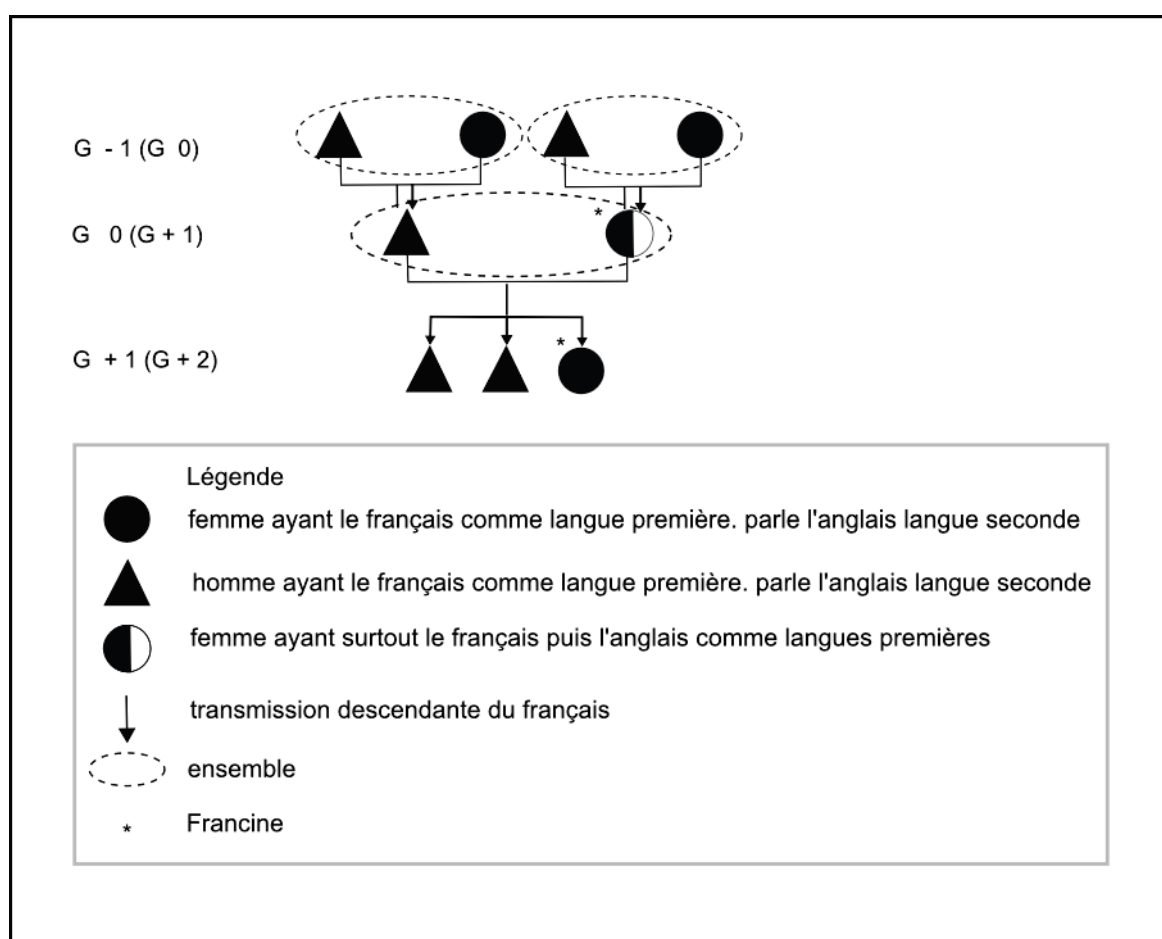 G - 1 (G 0)
*
G 0 (G + 1)
*
G + 1 (G + 2)
Légende
femme ayant le français comme langue première. parle l'anglais langue seconde
homme ayant le français comme langue première. parle l'anglais langue seconde
femme ayant surtout le français puis l'anglais comme langues premières
transmission descendante du français
ensemble
* Francine